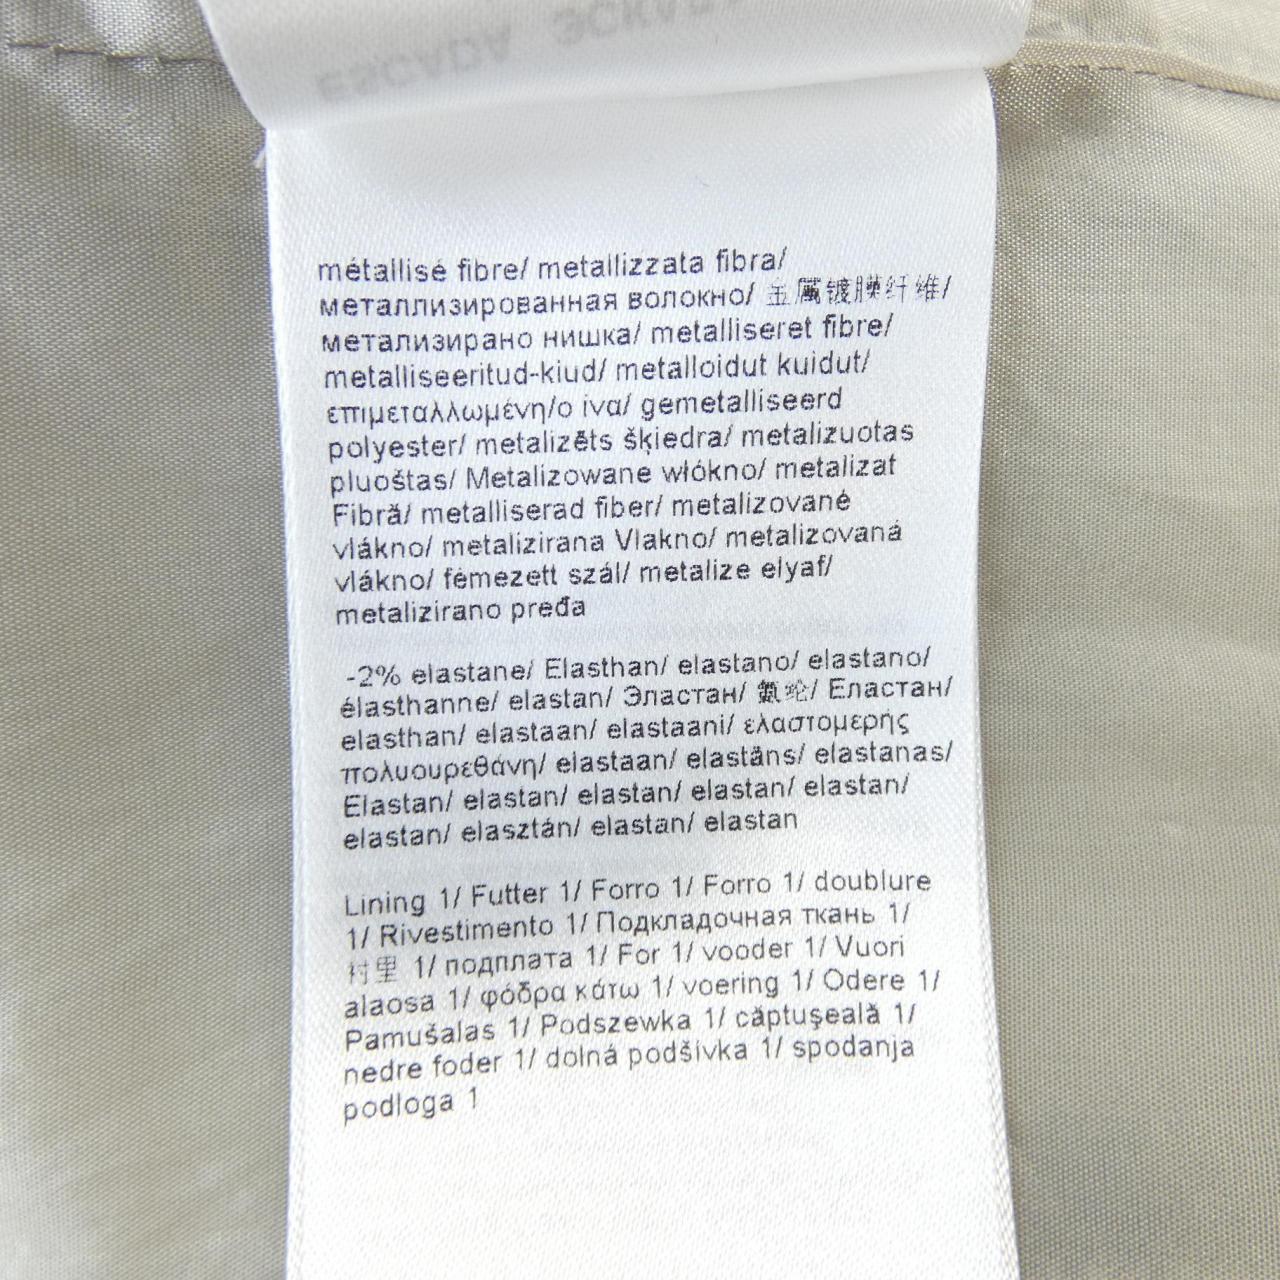 ESCADA ЭСКАДА
métallisé fibre/ metallizzata fibra/
металлизированная волокно/ 金属镀膜纤维/
метализирано нишка/ metalliseret fibre/
metalliseeritud-kiud/ metalloidut kuidut/
επιμεταλλωμένη/ο ίνα/ gemetalliseerd
polyester/ metalizēts šķiedra/ metalizuotas
pluoštas/ Metalizowane włókno/ metalizat
Fibră/ metalliserad fiber/ metalizované
vlákno/ metalizirana Vlakno/ metalizovaná
vlákno/ fémezett szál/ metalize elyaf/
metalizirano pređa
-2% elastane/ Elasthan/ elastano/ elastano/
élasthanne/ elastan/ Эластан/ 氨纶/ Еластан/
elasthan/ elastaan/ elastaani/ ελαστομερής
πολυουρεθάνη/ elastaan/ elastāns/ elastanas/
Elastan/ elastan/ elastan/ elastan/ elastan/
elastan/ elasztán/ elastan/ elastan
Lining 1/ Futter 1/ Forro 1/ Forro 1/ doublure
1/ Rivestimento 1/ Подкладочная ткань 1/
衬里 1/ подплата 1/ For 1/ vooder 1/ Vuori
alaosa 1/ φόδρα κάτω 1/ voering 1/ Odere 1/
Pamušalas 1/ Podszewka 1/ căptuşeală 1/
nedre foder 1/ dolná podšívka 1/ spodanja
podloga 1